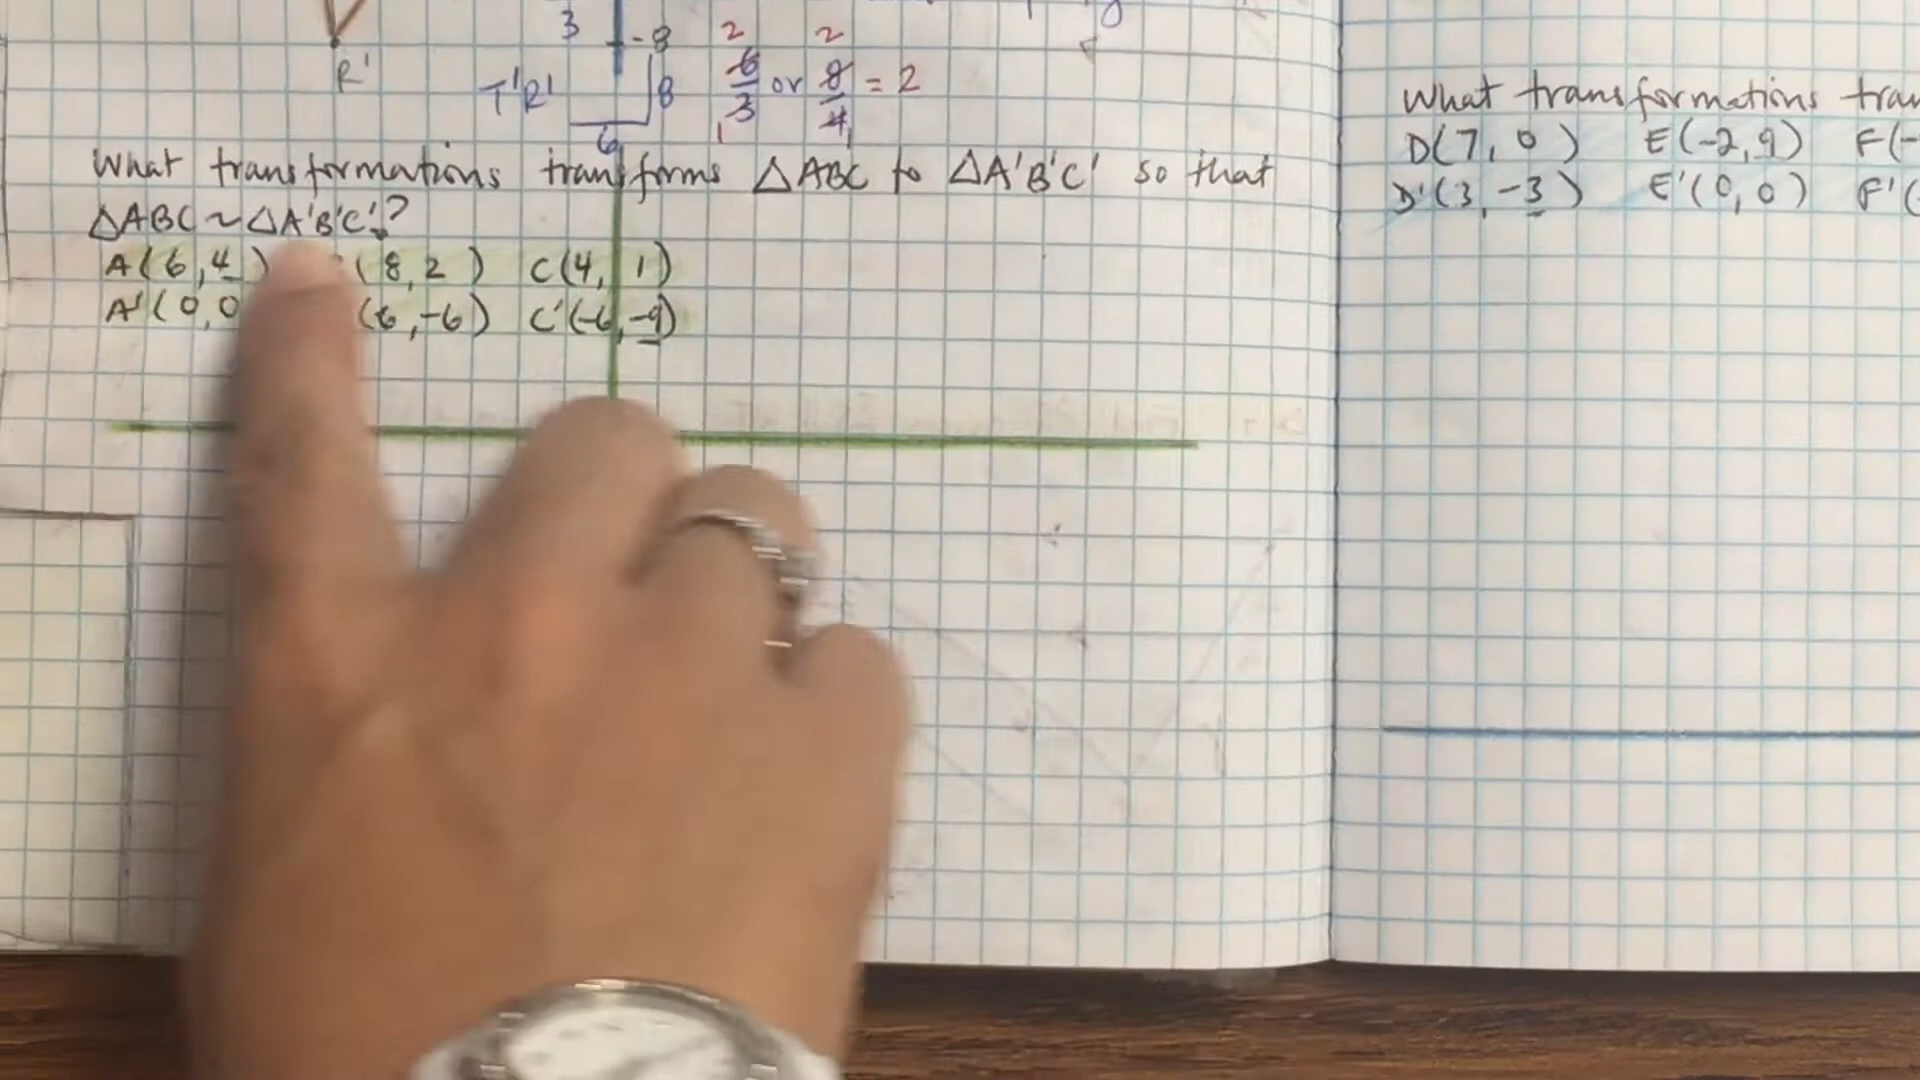 3 -8 2 2
R' T'R' 8 6/3 or 8/4 = 2
6 1 1
What transformations transforms △ABC to △A'B'C' so that
△ABC ~ △A'B'C'?
A(6,4) (8,2) C(4, 1)
A'(0,0 (6,-6) C'(-6,-9)
What transformations
D(7, 0) E(-2,9) F(-
D'(3, -3) E'(0, 0) F'(